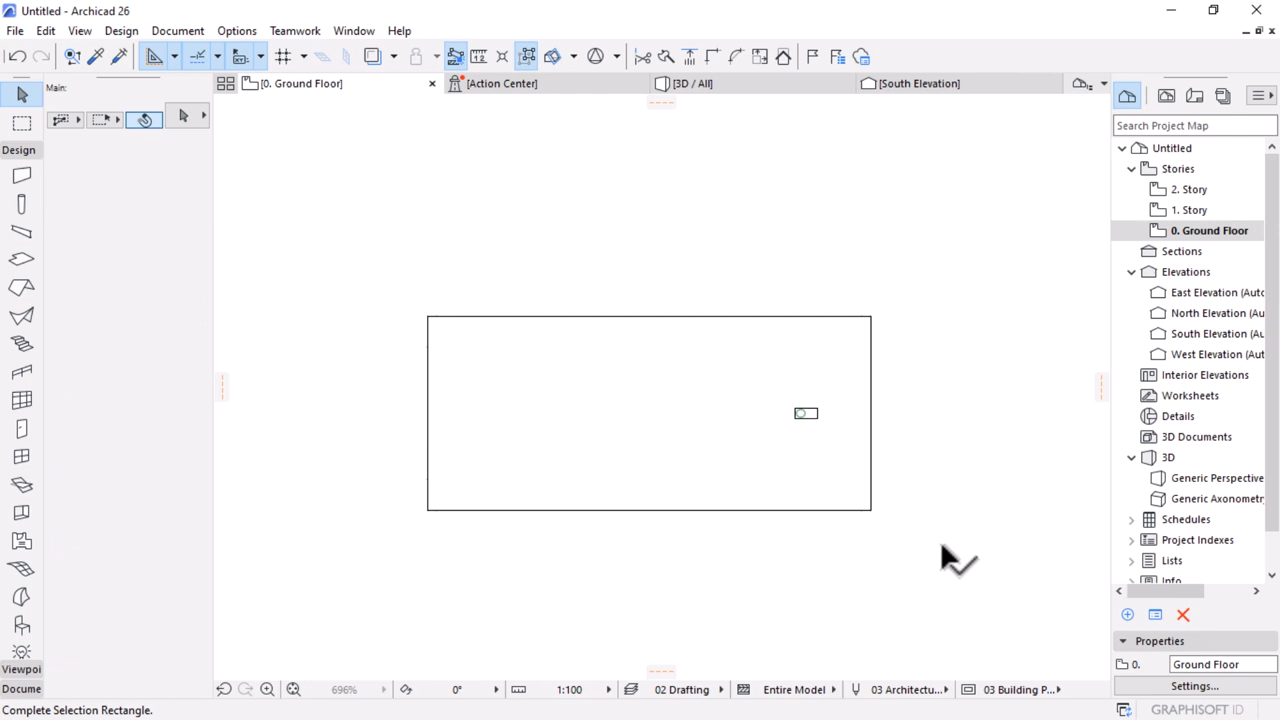 Untitled - Archicad 26
File Edit View Design Document Options Teamwork Window Help
Main:
[0. Ground Floor]
[Action Center]
[3D / All]
[South Elevation]
Design
Viewpoi
Docume
Search Project Map
Untitled
Stories
2. Story
1. Story
0. Ground Floor
Sections
Elevations
East Elevation (Auto
North Elevation (Au
South Elevation (Au
West Elevation (Aut
Interior Elevations
Worksheets
Details
3D Documents
3D
Generic Perspective
Generic Axonometr
Schedules
Project Indexes
Lists
Info
Properties
0. Ground Floor
Settings...
696% 0° 1:100 02 Drafting Entire Model 03 Architectu... 03 Building P...
Complete Selection Rectangle.
GRAPHISOFT ID